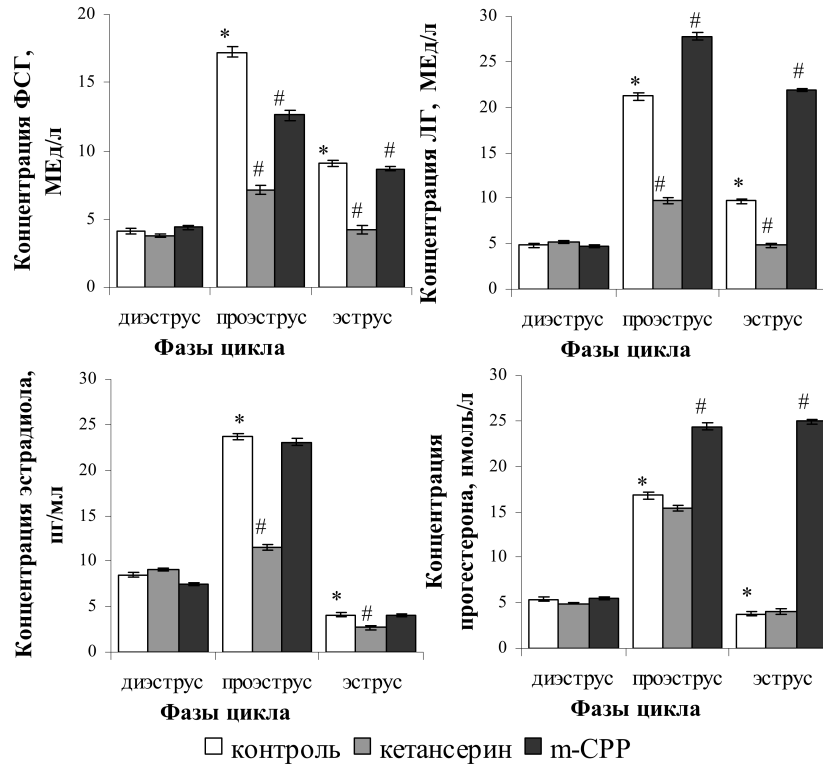 Концентрация ФСГ,
МЕд/л
20
15
10
5
0
*
#
#
*
#
#
диэструс проэструс эструс
Фазы цикла
Концентрация ЛГ, МЕд/л
30
25
20
15
10
5
0
*
#
#
*
#
#
диэструс проэструс эструс
Фазы цикла
Концентрация эстрадиола,
пг/мл
30
25
20
15
10
5
0
*
#
*
#
диэструс проэструс эструс
Фазы цикла
Концентрация
прогестерона, нмоль/л
30
25
20
15
10
5
0
*
#
*
#
диэструс проэструс эструс
Фазы цикла
контроль кетансерин m-CPP